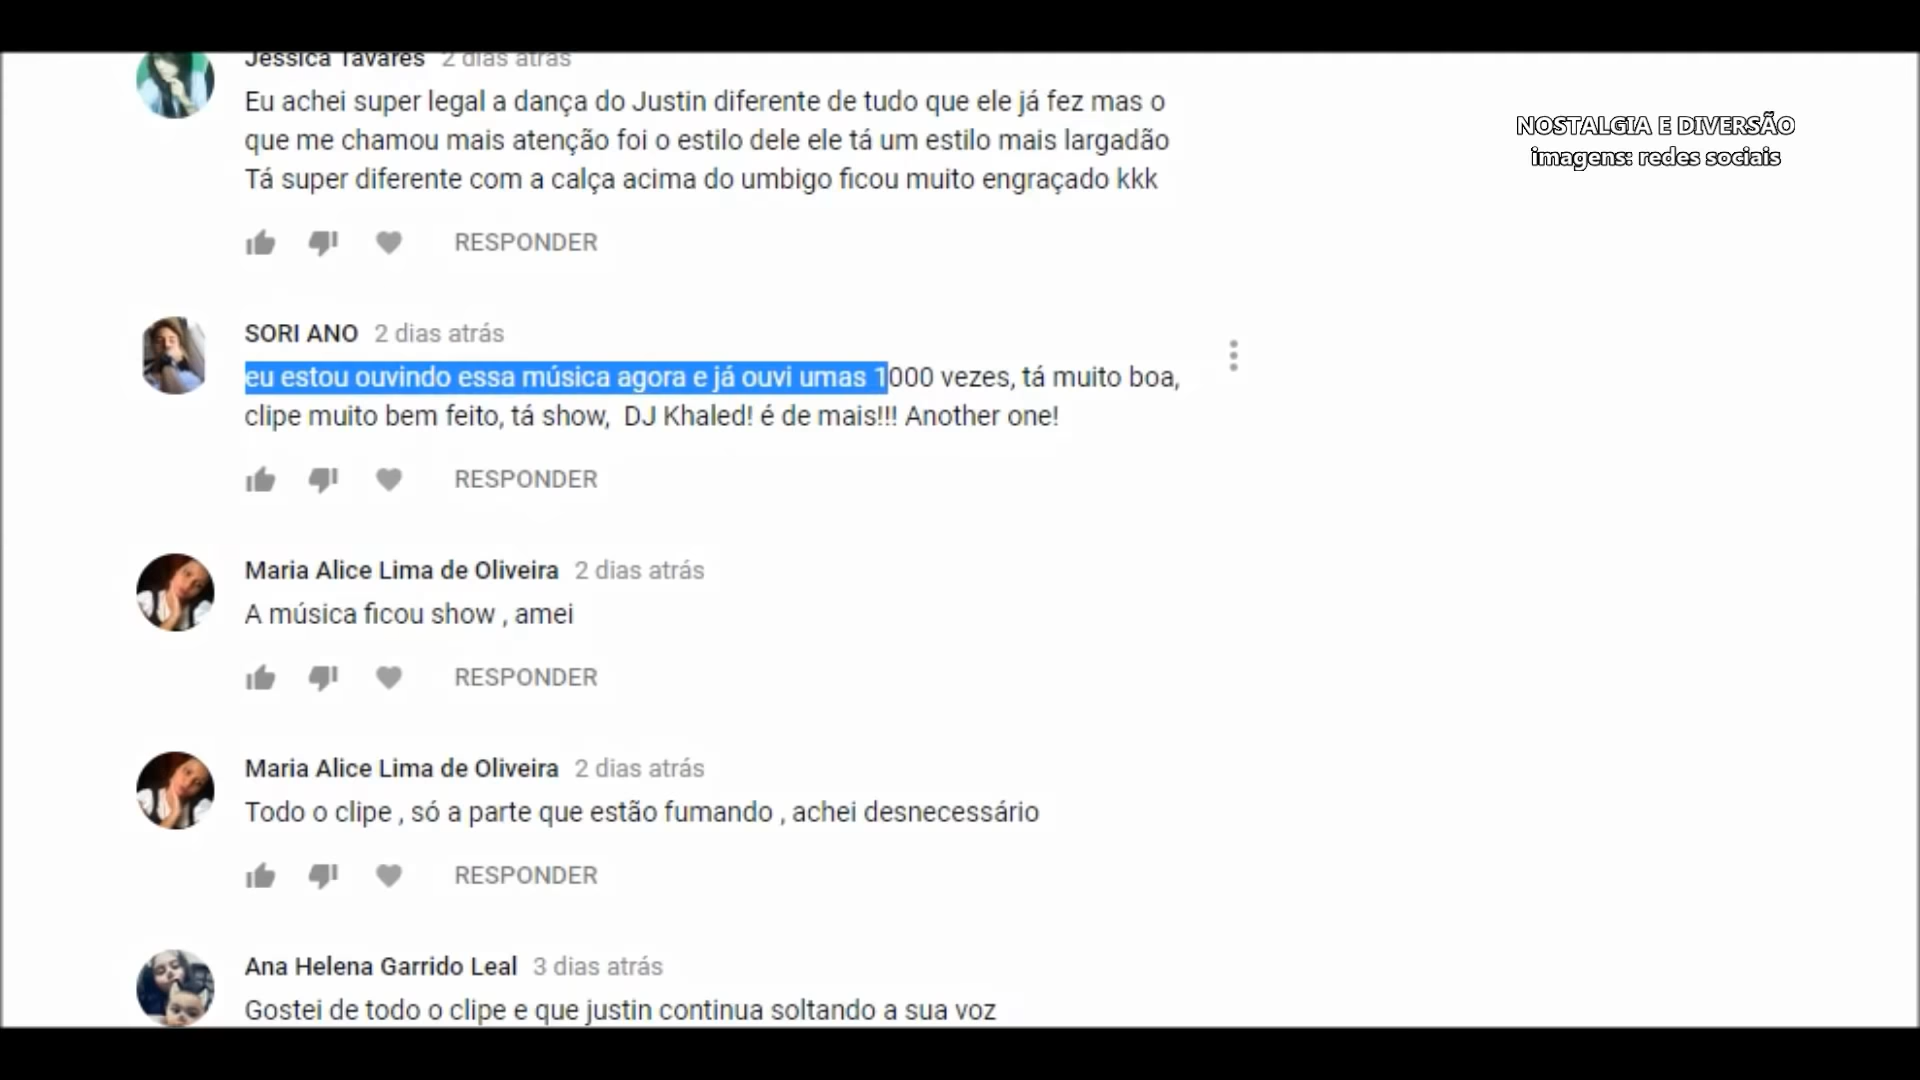 Jessica Tavares 2 dias atrás
Eu achei super legal a dança do Justin diferente de tudo que ele já fez mas o
que me chamou mais atenção foi o estilo dele ele tá um estilo mais largadão
Tá super diferente com a calça acima do umbigo ficou muito engraçado kkk
RESPONDER
NOSTALGIA E DIVERSÃO
imagens: redes sociais
SORI ANO 2 dias atrás
eu estou ouvindo essa música agora e já ouvi umas 1000 vezes, tá muito boa,
clipe muito bem feito, tá show,  DJ Khaled! é de mais!!! Another one!
RESPONDER
Maria Alice Lima de Oliveira 2 dias atrás
A música ficou show , amei
RESPONDER
Maria Alice Lima de Oliveira 2 dias atrás
Todo o clipe , só a parte que estão fumando , achei desnecessário
RESPONDER
Ana Helena Garrido Leal 3 dias atrás
Gostei de todo o clipe e que justin continua soltando a sua voz